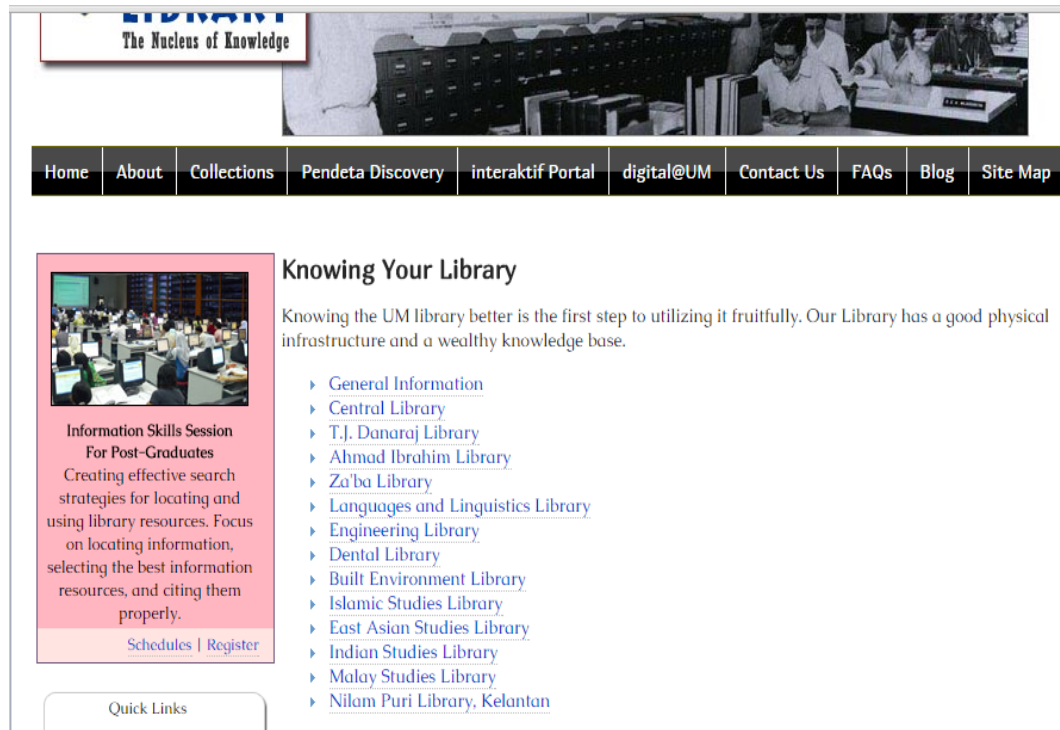 LIBRARY
The Nucleus of Knowledge
Home About Collections Pendeta Discovery interaktif Portal digital@UM Contact Us FAQs Blog Site Map
Information Skills Session
For Post-Graduates
Creating effective search
strategies for locating and
using library resources. Focus
on locating information,
selecting the best information
resources, and citing them
properly.
Schedules | Register
Quick Links
Knowing Your Library
Knowing the UM library better is the first step to utilizing it fruitfully. Our Library has a good physical
infrastructure and a wealthy knowledge base.
General Information
Central Library
T.J. Danaraj Library
Ahmad Ibrahim Library
Za'ba Library
Languages and Linguistics Library
Engineering Library
Dental Library
Built Environment Library
Islamic Studies Library
East Asian Studies Library
Indian Studies Library
Malay Studies Library
Nilam Puri Library, Kelantan